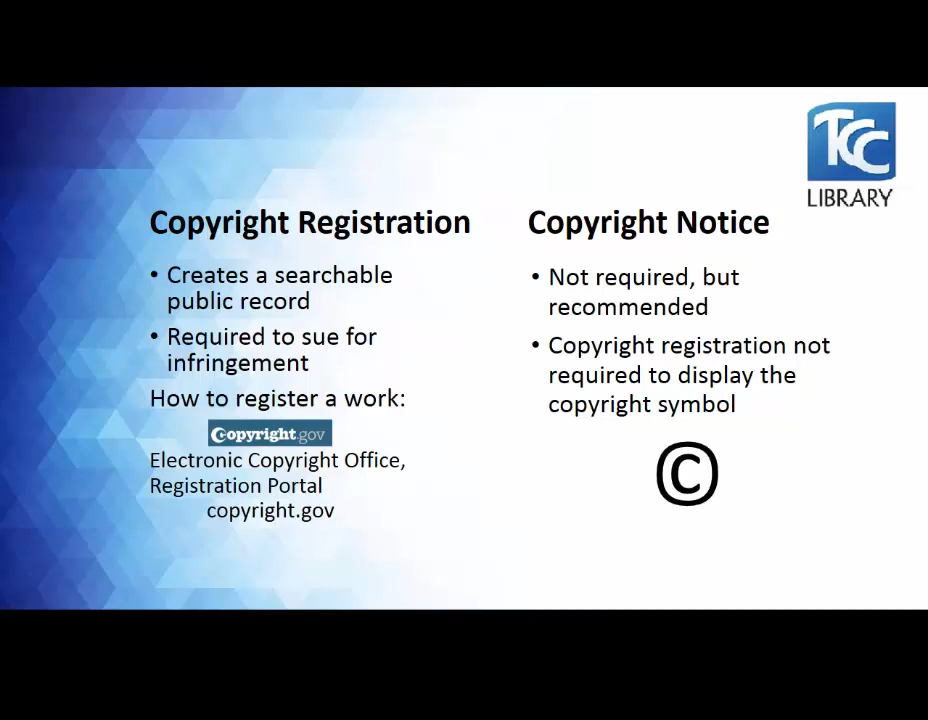 TCC
LIBRARY
Copyright Registration
• Creates a searchable
public record
• Required to sue for
infringement
How to register a work:
Copyright.gov
Electronic Copyright Office,
Registration Portal
copyright.gov
Copyright Notice
• Not required, but
recommended
• Copyright registration not
required to display the
copyright symbol
©